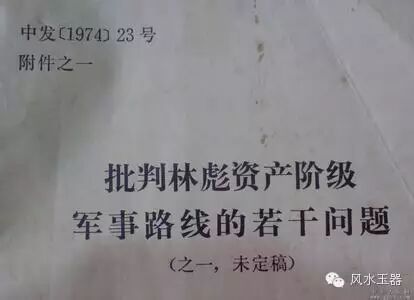 中发〔1974〕23号
附件之一
批判林彪资产阶级
军事路线的若干问题
(之一,未定稿)
风水玉器